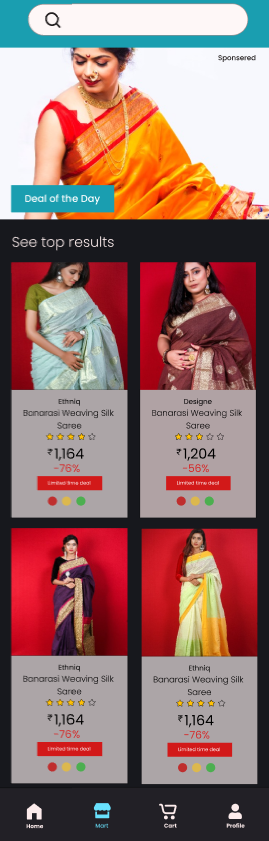 Sponsered
Deal of the Day
See top results
Ethniq
Banarasi Weaving Silk
Saree
₹1,164
-76%
Limited time deal
Designe
Banarasi Weaving Silk
Saree
₹1,204
-56%
Limited time deal
Ethniq
Banarasi Weaving Silk
Saree
₹1,164
-76%
Limited time deal
Ethniq
Banarasi Weaving Silk
Saree
₹1,164
-76%
Limited time deal
Home
Mart
Cart
Profile